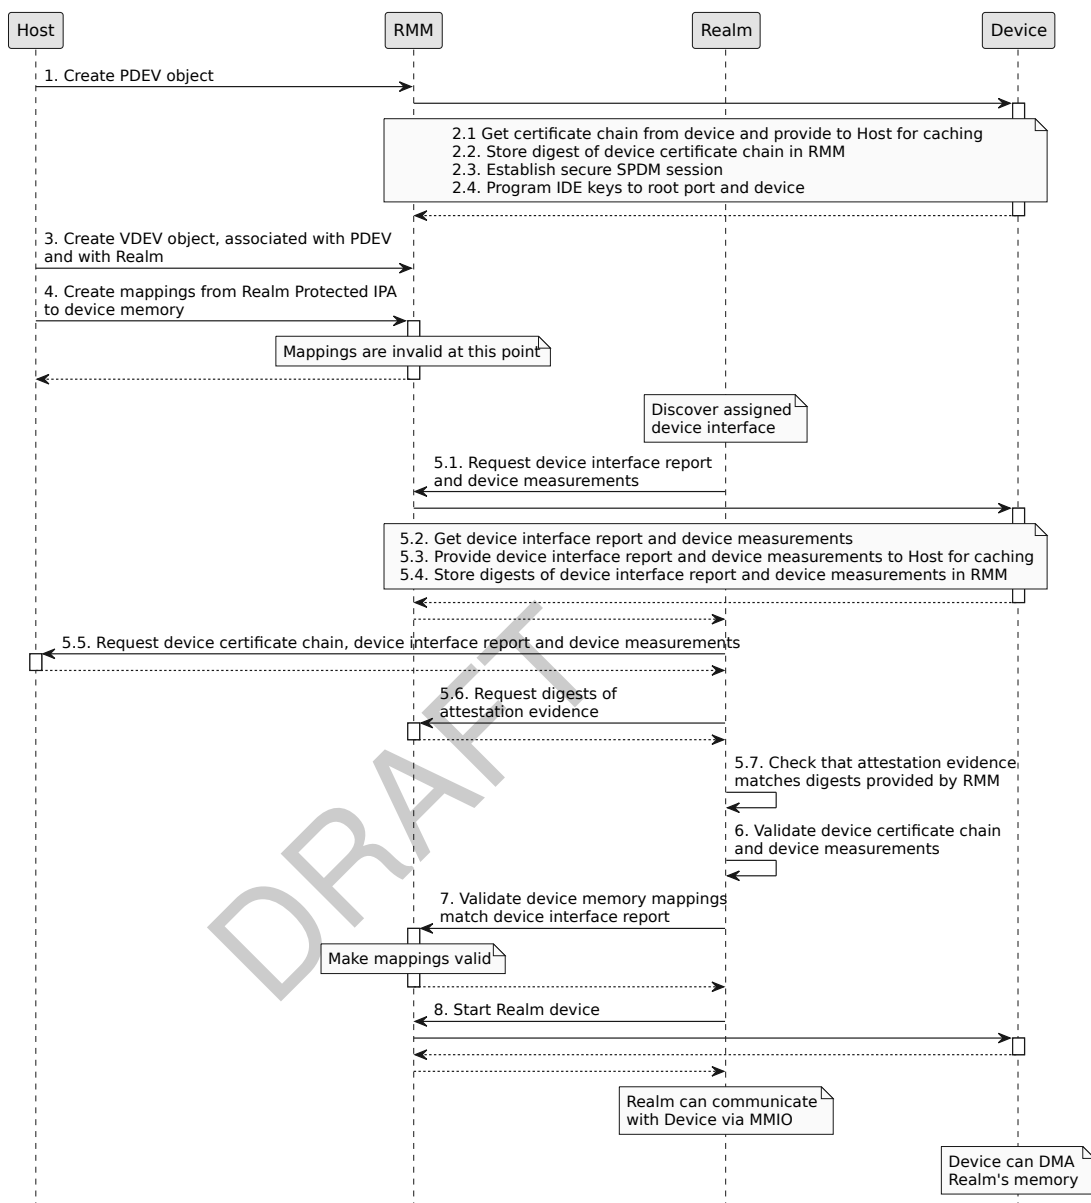 Host
RMM
Realm
Device
1. Create PDEV object
2.1 Get certificate chain from device and provide to Host for caching
2.2. Store digest of device certificate chain in RMM
2.3. Establish secure SPDM session
2.4. Program IDE keys to root port and device
3. Create VDEV object, associated with PDEV
and with Realm
4. Create mappings from Realm Protected IPA
to device memory
Mappings are invalid at this point
Discover assigned
device interface
5.1. Request device interface report
and device measurements
5.2. Get device interface report and device measurements
5.3. Provide device interface report and device measurements to Host for caching
5.4. Store digests of device interface report and device measurements in RMM
5.5. Request device certificate chain, device interface report and device measurements
5.6. Request digests of
attestation evidence
5.7. Check that attestation evidence
matches digests provided by RMM
6. Validate device certificate chain
and device measurements
7. Validate device memory mappings
match device interface report
Make mappings valid
8. Start Realm device
Realm can communicate
with Device via MMIO
Device can DMA
Realm's memory
DRAFT